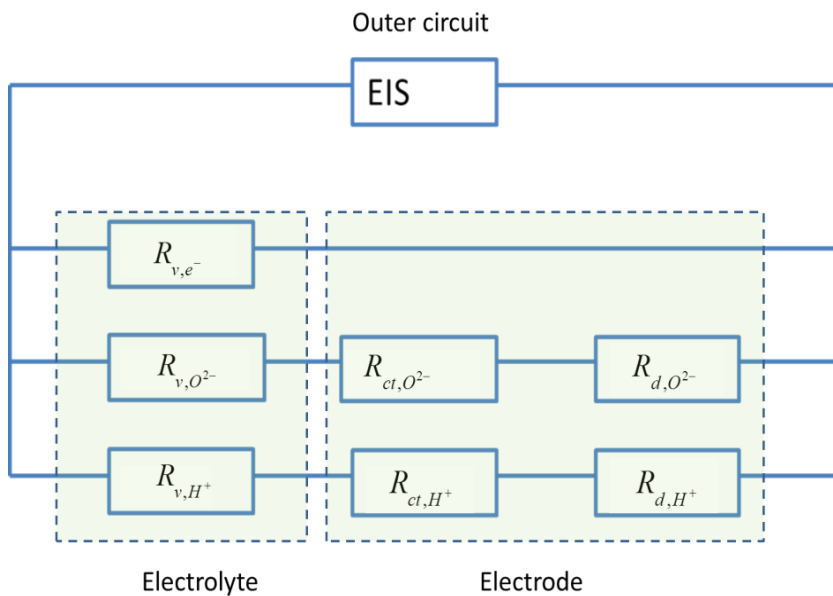 Outer circuit
EIS
R_{v,e^-}
R_{v,O^{2-}} R_{ct,O^{2-}} R_{d,O^{2-}}
R_{v,H^+} R_{ct,H^+} R_{d,H^+}
Electrolyte Electrode